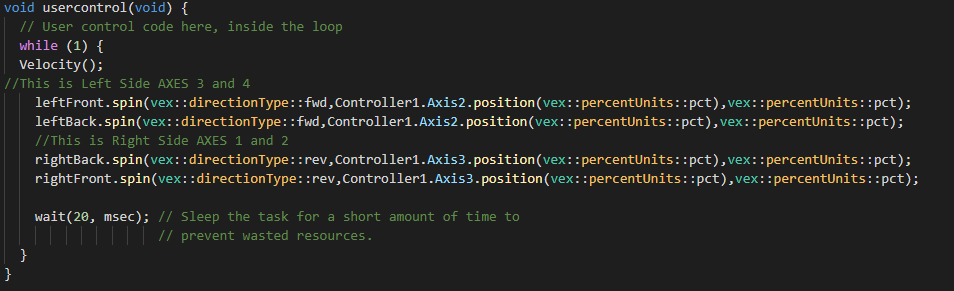 void usercontrol(void) {
  // User control code here, inside the loop
  while (1) {
  Velocity();
//This is Left Side AXES 3 and 4
    leftFront.spin(vex::directionType::fwd,Controller1.Axis2.position(vex::percentUnits::pct),vex::percentUnits::pct);
    leftBack.spin(vex::directionType::fwd,Controller1.Axis2.position(vex::percentUnits::pct),vex::percentUnits::pct);
    //This is Right Side AXES 1 and 2
    rightBack.spin(vex::directionType::rev,Controller1.Axis3.position(vex::percentUnits::pct),vex::percentUnits::pct);
    rightFront.spin(vex::directionType::rev,Controller1.Axis3.position(vex::percentUnits::pct),vex::percentUnits::pct);

    wait(20, msec); // Sleep the task for a short amount of time to
                    // prevent wasted resources.
  }
}